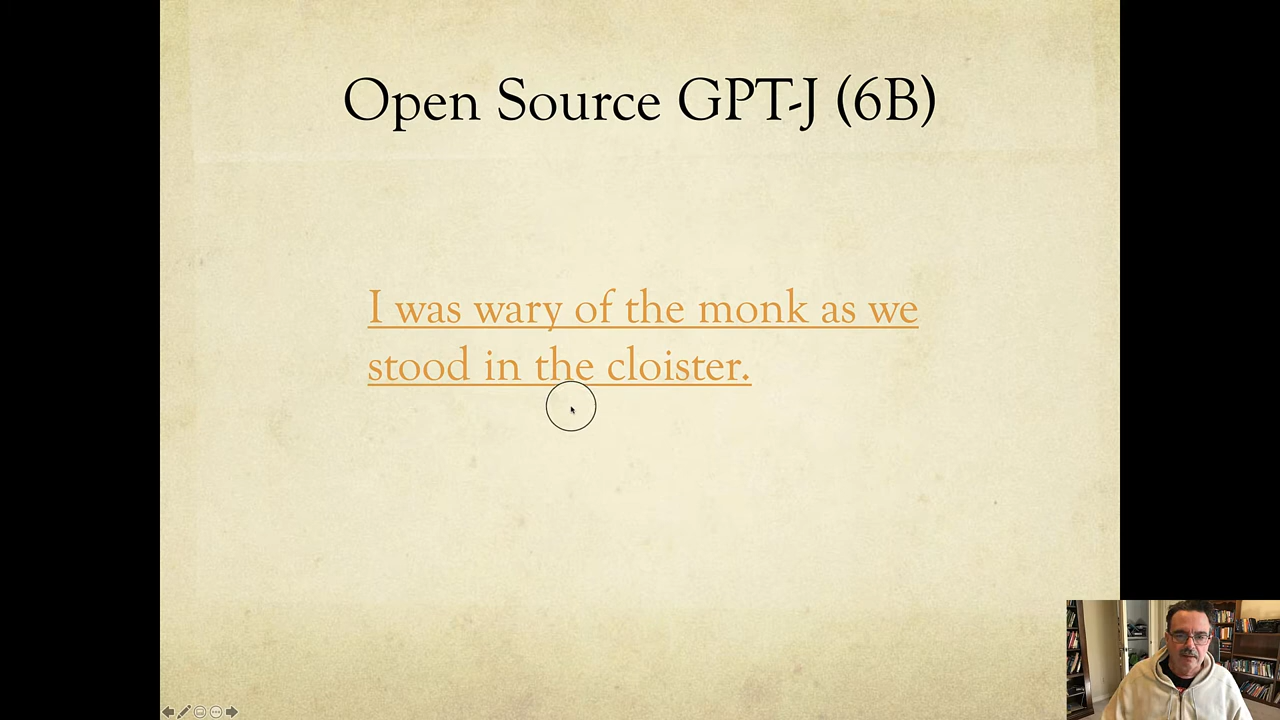 Open Source GPT-J (6B)
I was wary of the monk as we
stood in the cloister.